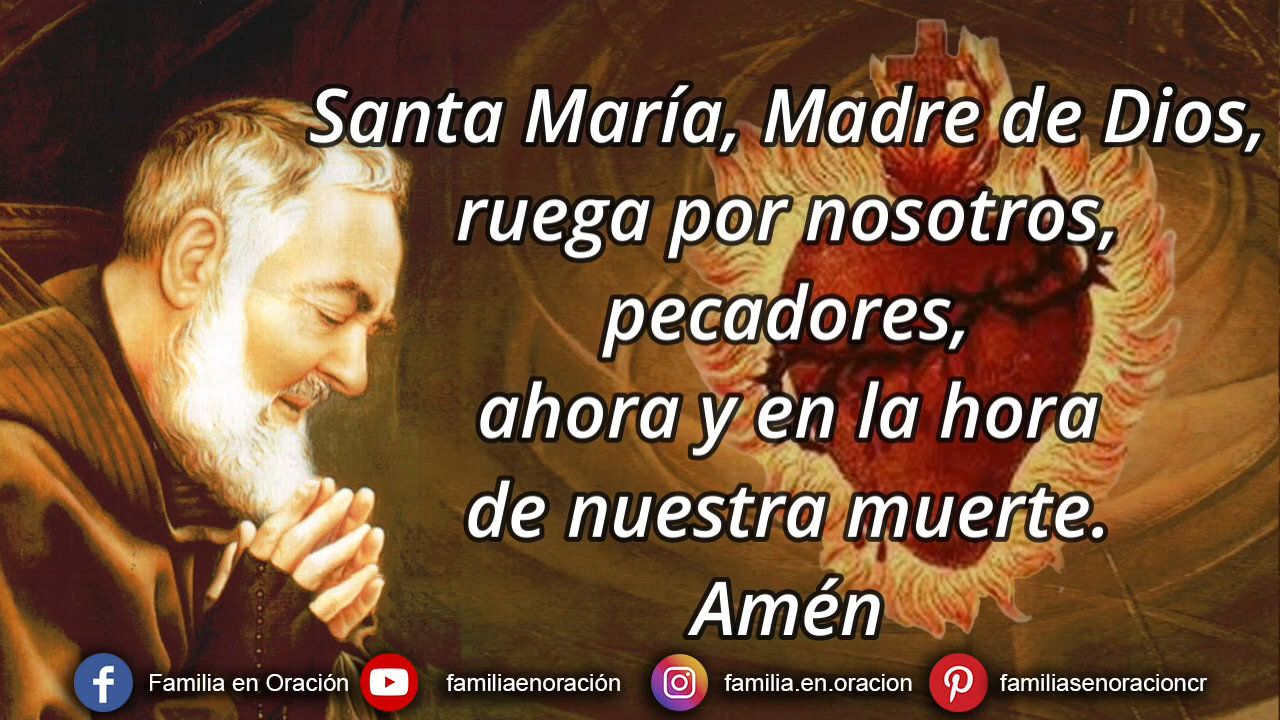 Santa María, Madre de Dios,
ruega por nosotros,
pecadores,
ahora y en la hora
de nuestra muerte.
Amén
Familia en Oración
familiaenoración
familia.en.oracion
familiasenoracioncr